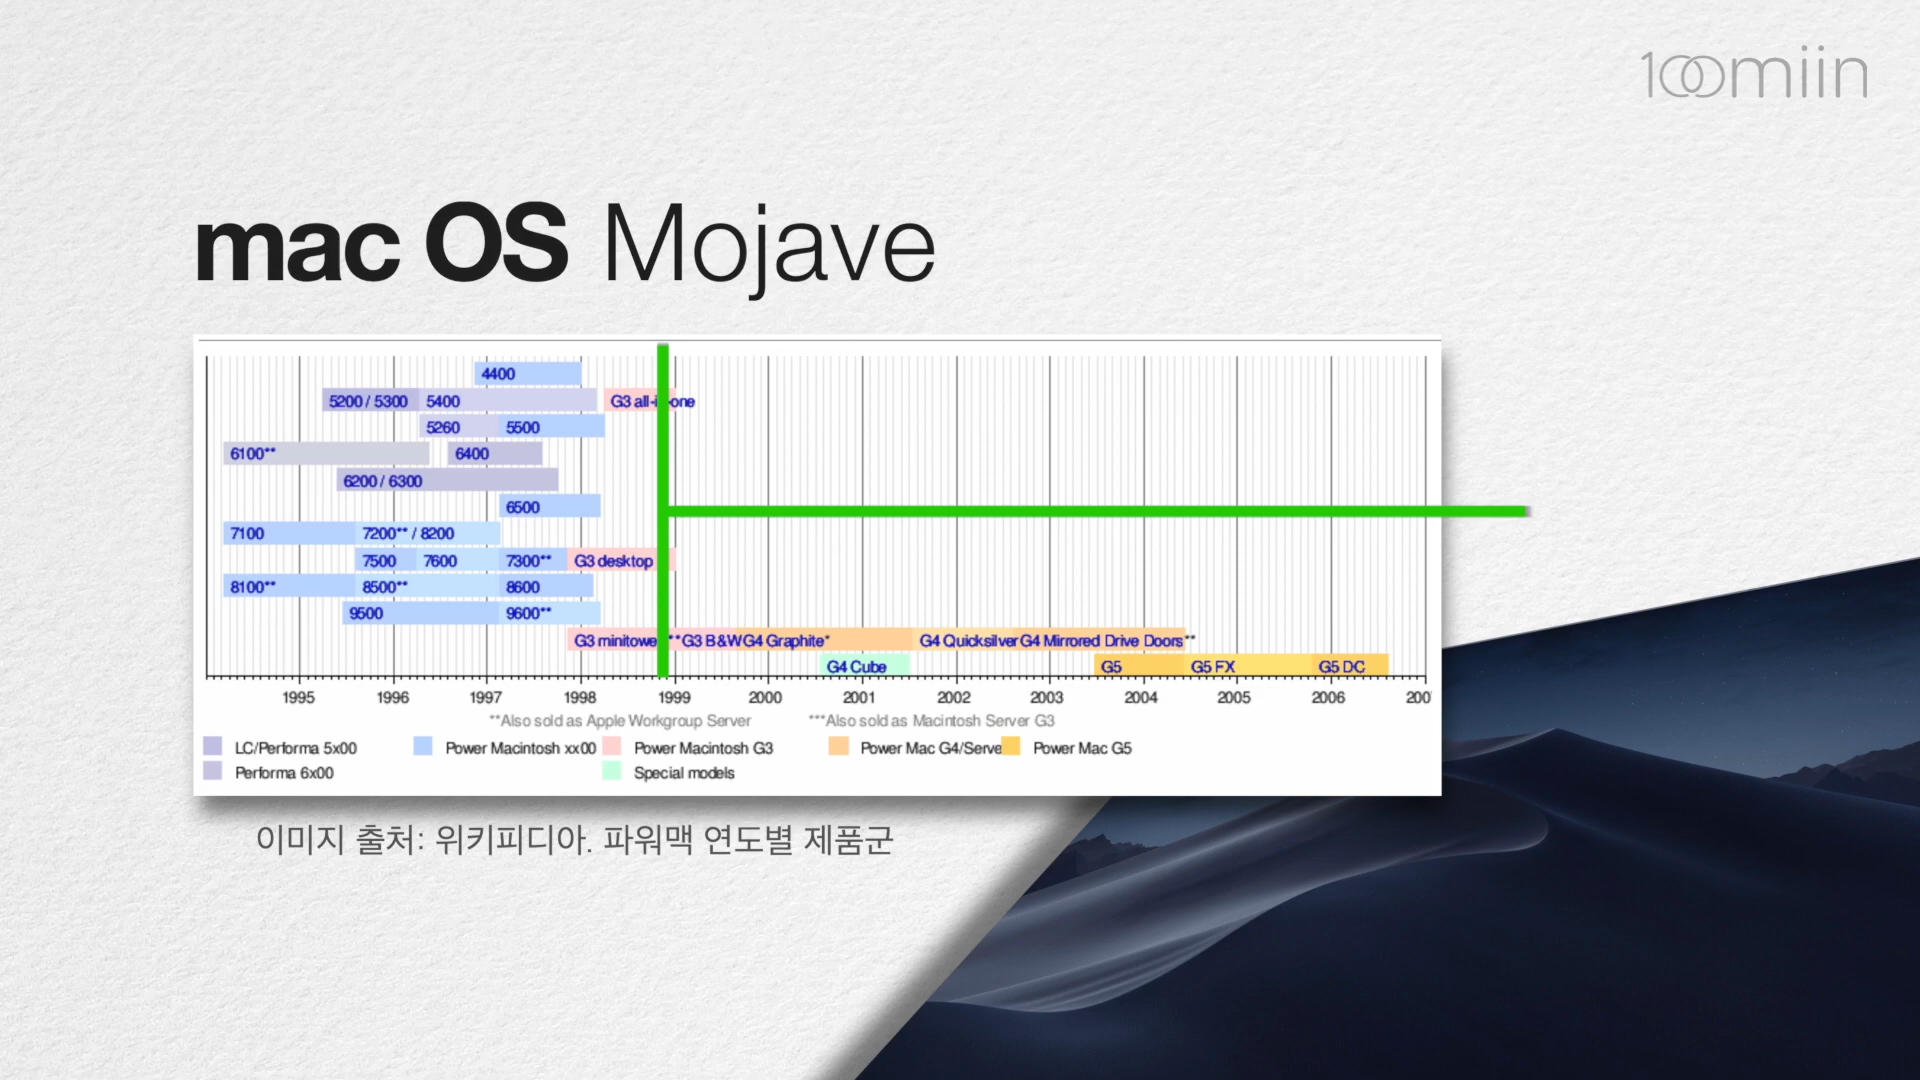 100miin
mac OS Mojave
4400
5200 / 5300 5400 G3 all-i one
5260 5500
6100** 6400
6200 / 6300
6500
7100 7200** / 8200
7500 7600 7300** G3 desktop
8100** 8500** 8600
9500 9600**
G3 minitowe **G3 B&W G4 Graphite* G4 Quicksilver G4 Mirrored Drive Doors**
G4 Cube G5 G5 FX G5 DC
1995 1996 1997 1998 1999 2000 2001 2002 2003 2004 2005 2006 200
**Also sold as Apple Workgroup Server ***Also sold as Macintosh Server G3
LC/Performa 5x00 Power Macintosh xx00 Power Macintosh G3 Power Mac G4/Serve Power Mac G5
Performa 6x00 Special models
이미지 출처: 위키피디아. 파워맥 연도별 제품군